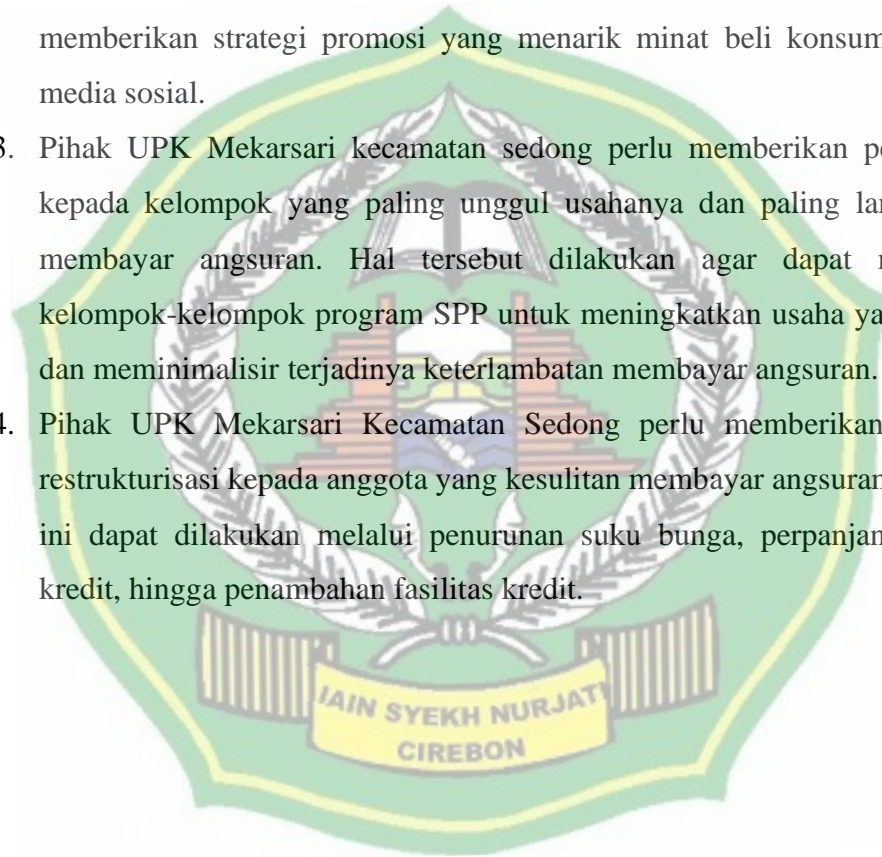 memberikan strategi promosi yang menarik minat beli konsum
media sosial.
3. Pihak UPK Mekarsari kecamatan sedong perlu memberikan pe
kepada kelompok yang paling unggul usahanya dan paling lan
membayar angsuran. Hal tersebut dilakukan agar dapat
kelompok-kelompok program SPP untuk meningkatkan usaha ya
dan meminimalisir terjadinya keterlambatan membayar angsuran.
4. Pihak UPK Mekarsari Kecamatan Sedong perlu memberikan
restrukturisasi kepada anggota yang kesulitan membayar angsuran
ini dapat dilakukan melalui penurunan suku bunga, perpanjan
kredit, hingga penambahan fasilitas kredit.
IAIN SYEKH NURJATI
CIREBON